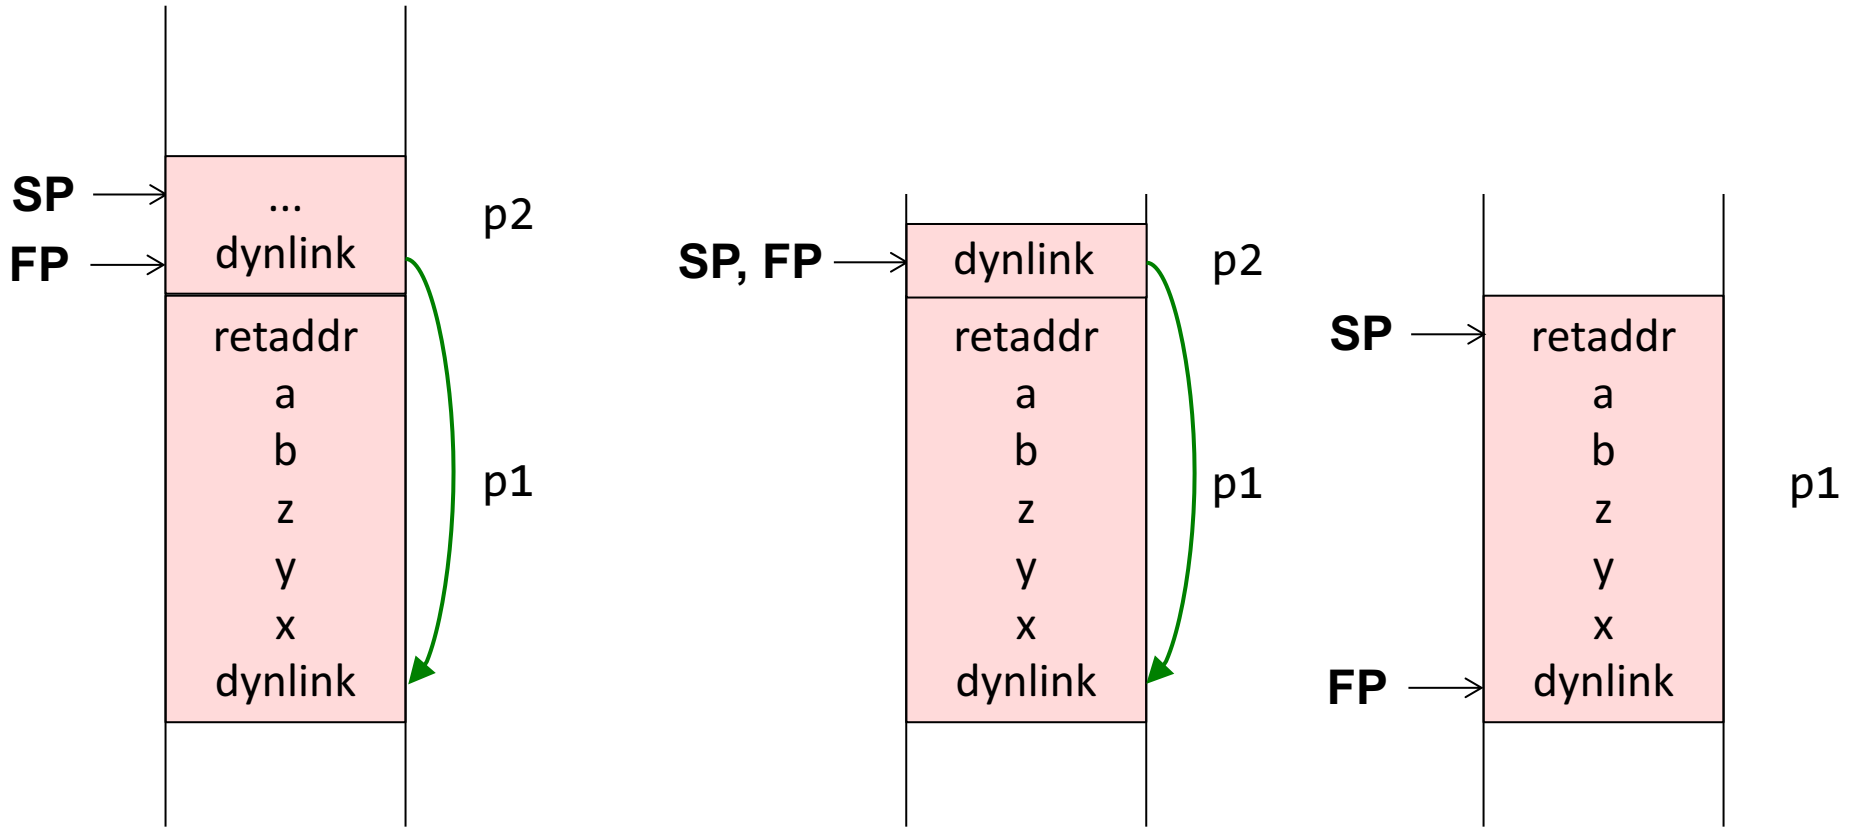 SP
...
p2
FP
dynlink
retaddr
a
b
p1
z
y
x
dynlink
SP, FP
dynlink
p2
retaddr
a
b
p1
z
y
x
dynlink
SP
retaddr
a
b
p1
z
y
x
FP
dynlink